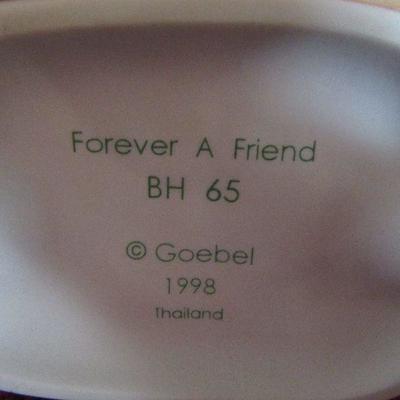 Forever A Friend
BH 65
© Goebel
1998
Thailand